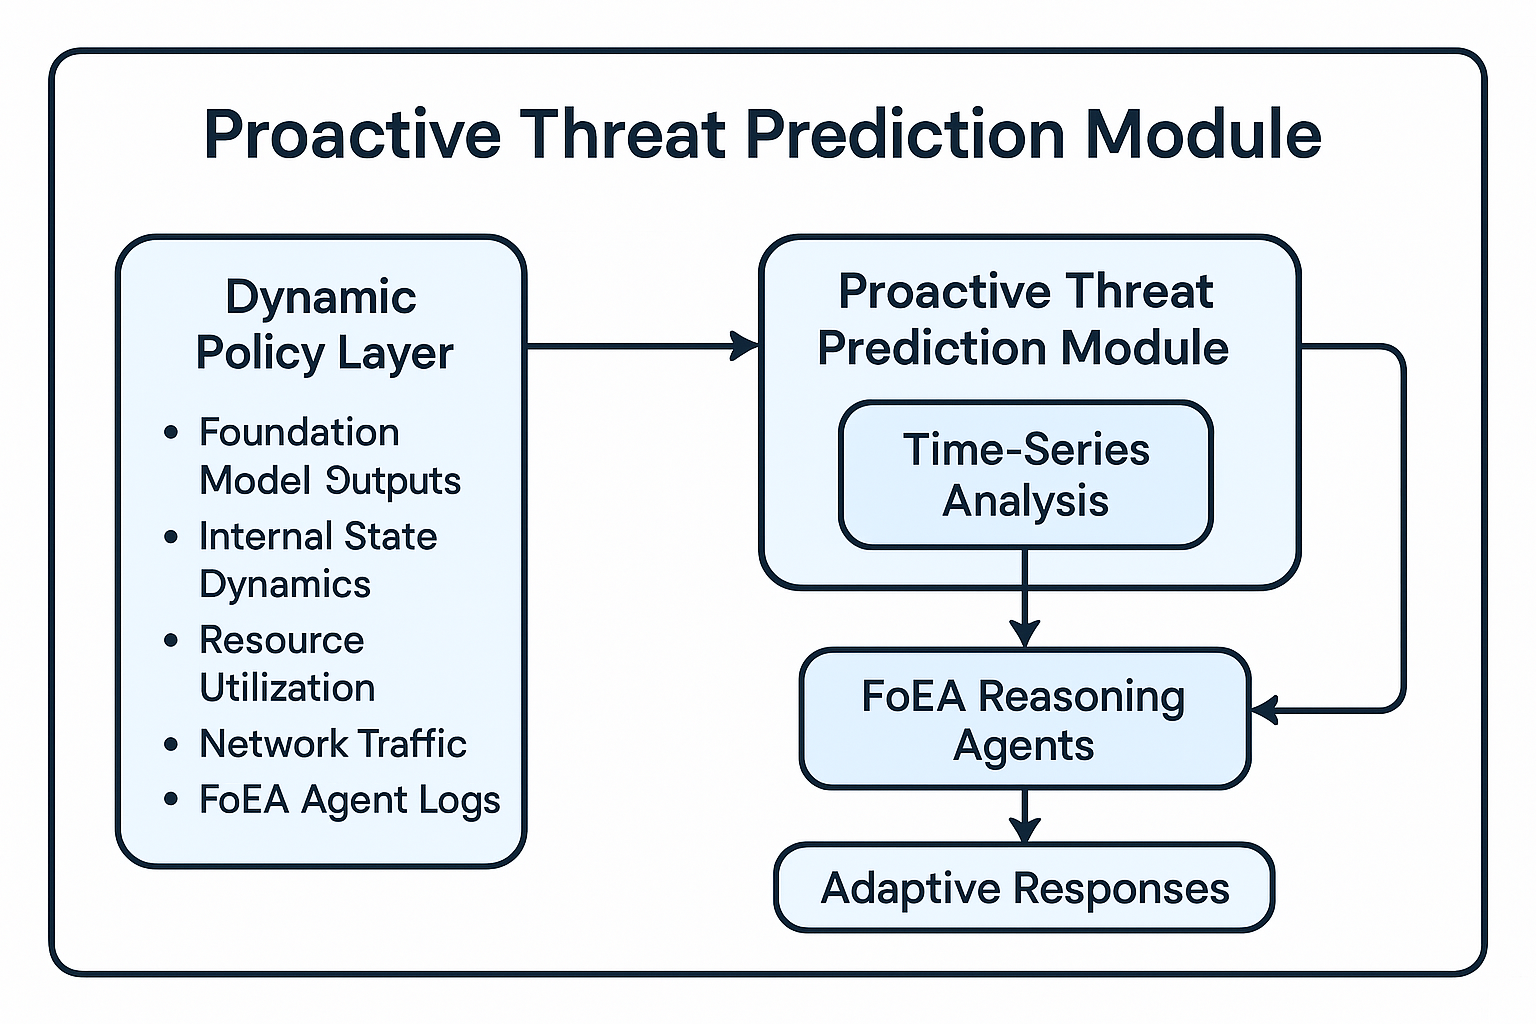 Proactive Threat Prediction Module
Dynamic
Policy Layer
• Foundation
Model Outputs
• Internal State
Dynamics
• Resource
Utilization
• Network Traffic
• FoEA Agent Logs
Proactive Threat
Prediction Module
Time-Series
Analysis
FoEA Reasoning
Agents
Adaptive Responses